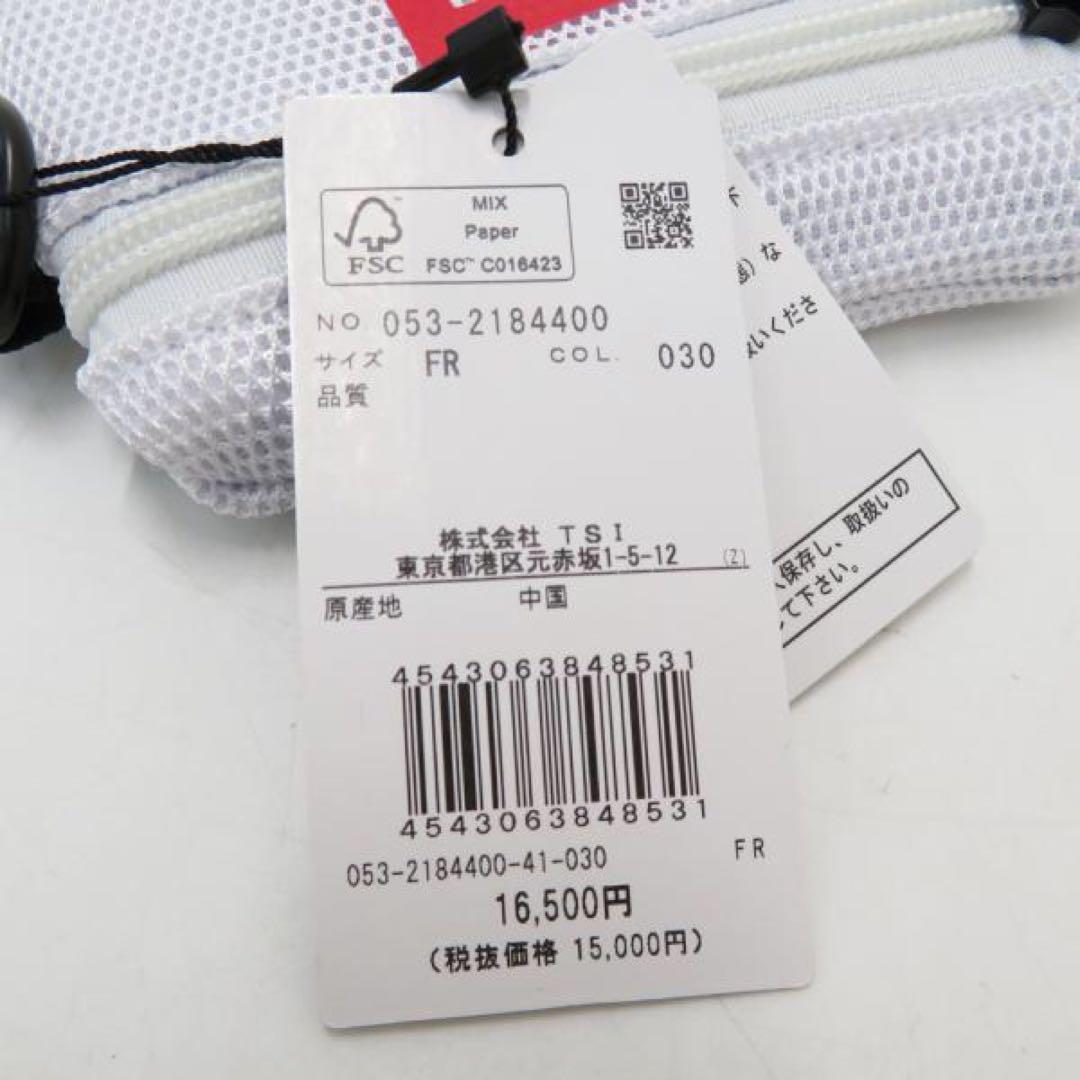 MIX
Paper
FSC™ FSC™ C016423
NO. 053-2184400
サイズ FR COL. 030
品質
株式会社 TSI
東京都港区元赤坂1-5-12 (Z)
原産地 中国
4543063848531
4543063848531
053-2184400-41-030 FR
16,500円
(税抜価格 15,000円)
な
いくださ
保存し、取扱いの
て下さい。